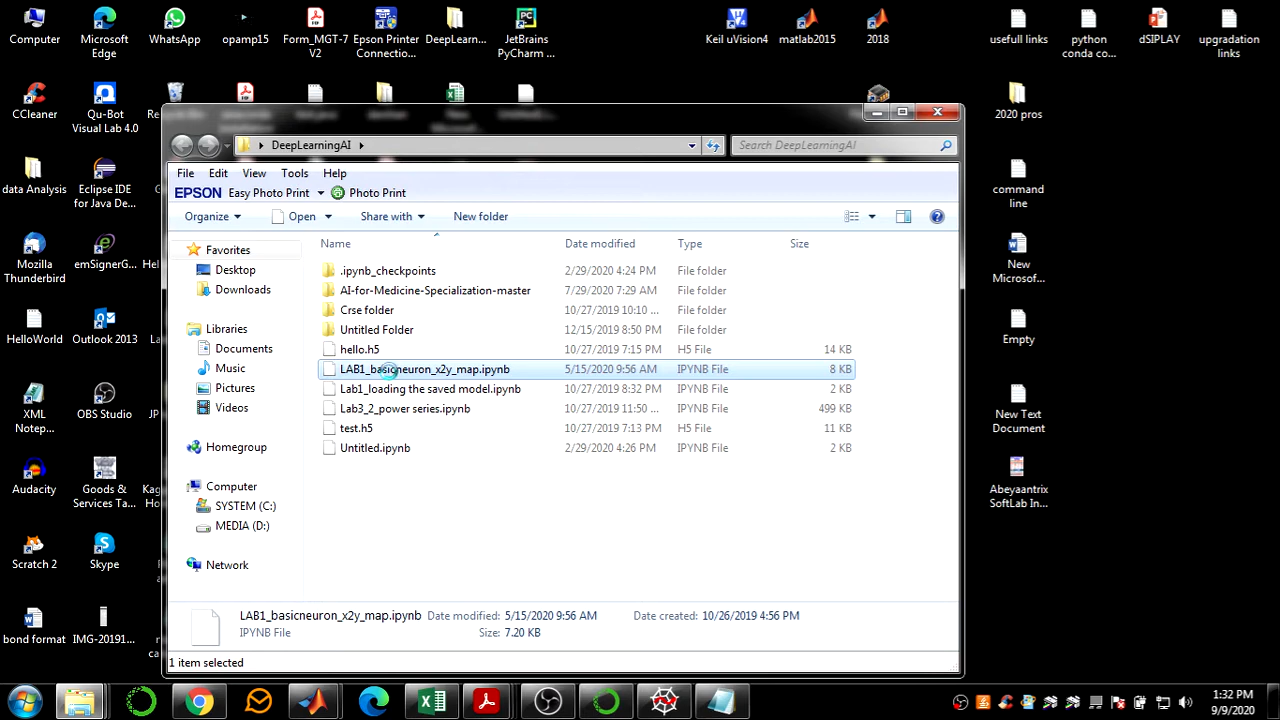 Computer
Microsoft
Edge
WhatsApp
opamp15
Form_MGT-7
V2
Epson Printer
Connection...
DeepLearn...
JetBrains
PyCharm ...
Keil uVision4
matlab2015
2018
usefull links
python
conda co...
dSIPLAY
upgradation
links
CCleaner
Qu-Bot
Visual Lab 4.0
2020 pros
data Analysis
Eclipse IDE
for Java De...
command
line
Mozilla
Thunderbird
emSignerG...
New
Microsof...
HelloWorld
Outlook 2013
Empty
XML
Notep...
OBS Studio
New Text
Document
Audacity
Goods &
Services Ta...
Abeyaantrix
SoftLab In...
Scratch 2
Skype
bond format
IMG-20191...
DeepLearningAI
Search DeepLearningAI
File Edit View Tools Help
EPSON Easy Photo Print Photo Print
Organize Open Share with New folder
Name Date modified Type Size
.ipynb_checkpoints 2/29/2020 4:24 PM File folder
AI-for-Medicine-Specialization-master 7/29/2020 7:29 AM File folder
Crse folder 10/27/2019 10:10 ... File folder
Untitled Folder 12/15/2019 8:50 PM File folder
hello.h5 10/27/2019 7:15 PM H5 File 14 KB
LAB1_basicneuron_x2y_map.ipynb 5/15/2020 9:56 AM IPYNB File 8 KB
Lab1_loading the saved model.ipynb 10/27/2019 8:32 PM IPYNB File 2 KB
Lab3_2_power series.ipynb 10/27/2019 11:50 ... IPYNB File 499 KB
test.h5 10/27/2019 7:13 PM H5 File 11 KB
Untitled.ipynb 2/29/2020 4:26 PM IPYNB File 2 KB
Favorites
Desktop
Downloads
Libraries
Documents
Music
Pictures
Videos
Homegroup
Computer
SYSTEM (C:)
MEDIA (D:)
Network
LAB1_basicneuron_x2y_map.ipynb Date modified: 5/15/2020 9:56 AM Date created: 10/26/2019 4:56 PM
IPYNB File Size: 7.20 KB
1 item selected
1:32 PM
9/9/2020